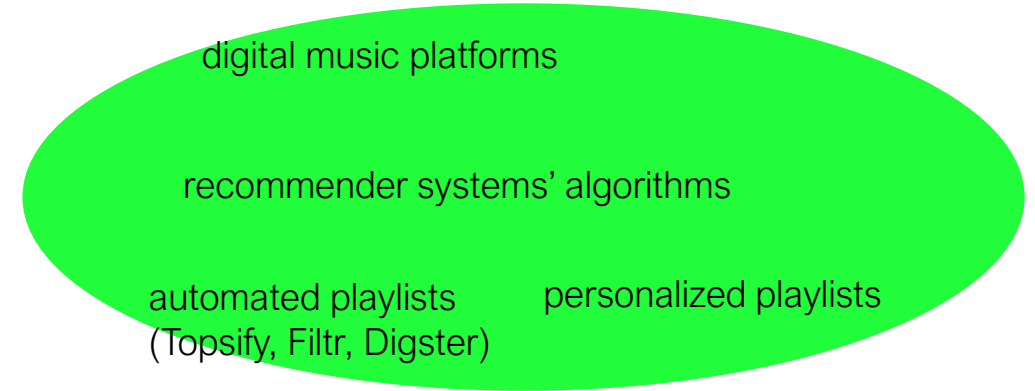 digital music platforms
recommender systems’ algorithms
automated playlists
(Topsify, Filtr, Digster)
personalized playlists